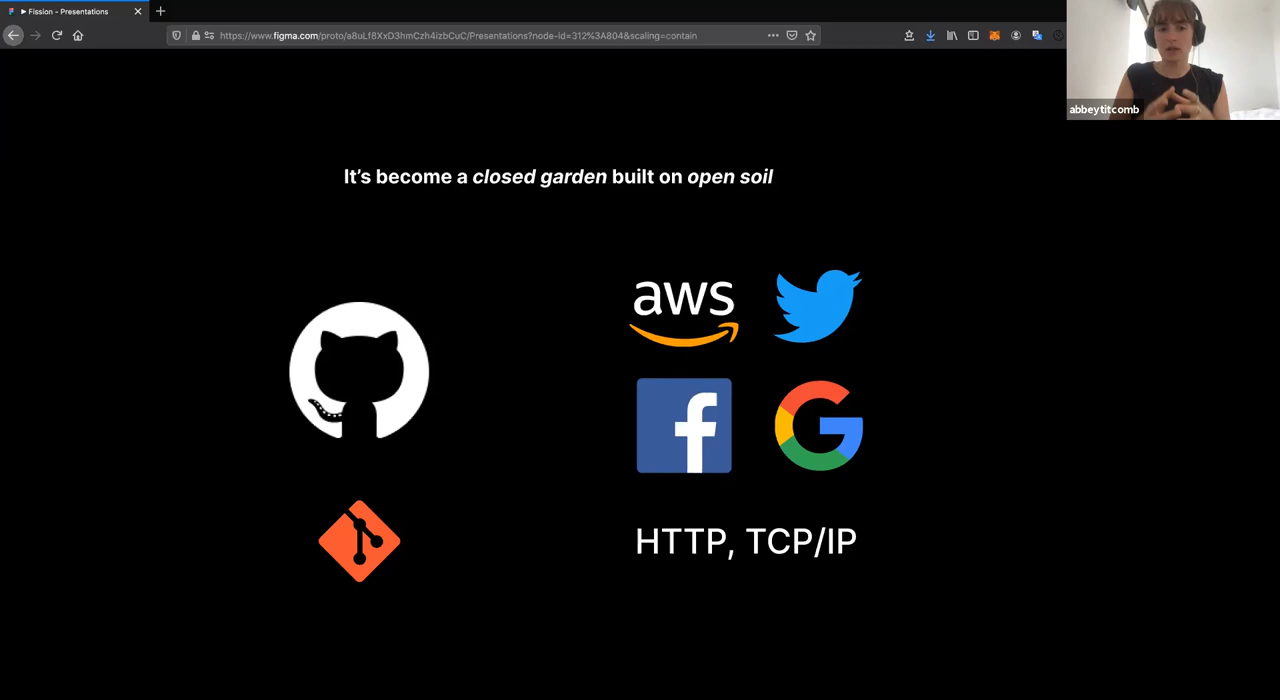 Fission - Presentations
https://www.figma.com/proto/a8uLf8XxD3hmCzh4izbCuC/Presentations?node-id=312%3A804&scaling=contain
abbeytitcomb
It's become a closed garden built on open soil
aws
f
G
HTTP, TCP/IP